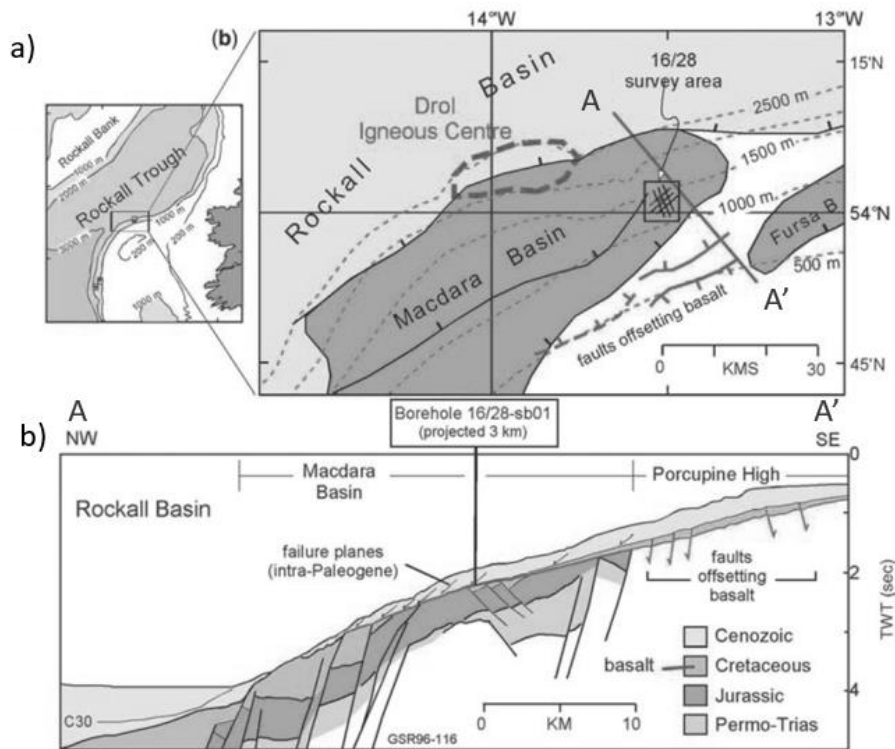 a)
(b)
14°W
13°W
15'N
16/28
survey area
A
Basin
Drol
Igneous Centre
Rockall
2500 m
1500 m
1000 m
54°N
500 m
Macdara Basin
Fursa B
A'
faults offsetting basalt
0 30
KMS
45'N
Rockall Bank
1000 m
2000 m
Rockall Trough
3000 m
1000 m
200 m
200
1000 m
A
A'
b)
NW
Borehole 16/28-sb01
(projected 3 km)
SE
Macdara
Basin
Porcupine High
0
Rockall Basin
failure planes
(intra-Paleogene)
faults
offsetting
basalt
2
TWT (sec)
Cenozoic
basalt
Cretaceous
Jurassic
Permo-Trias
4
C30
0 10
KM
GSR96-116